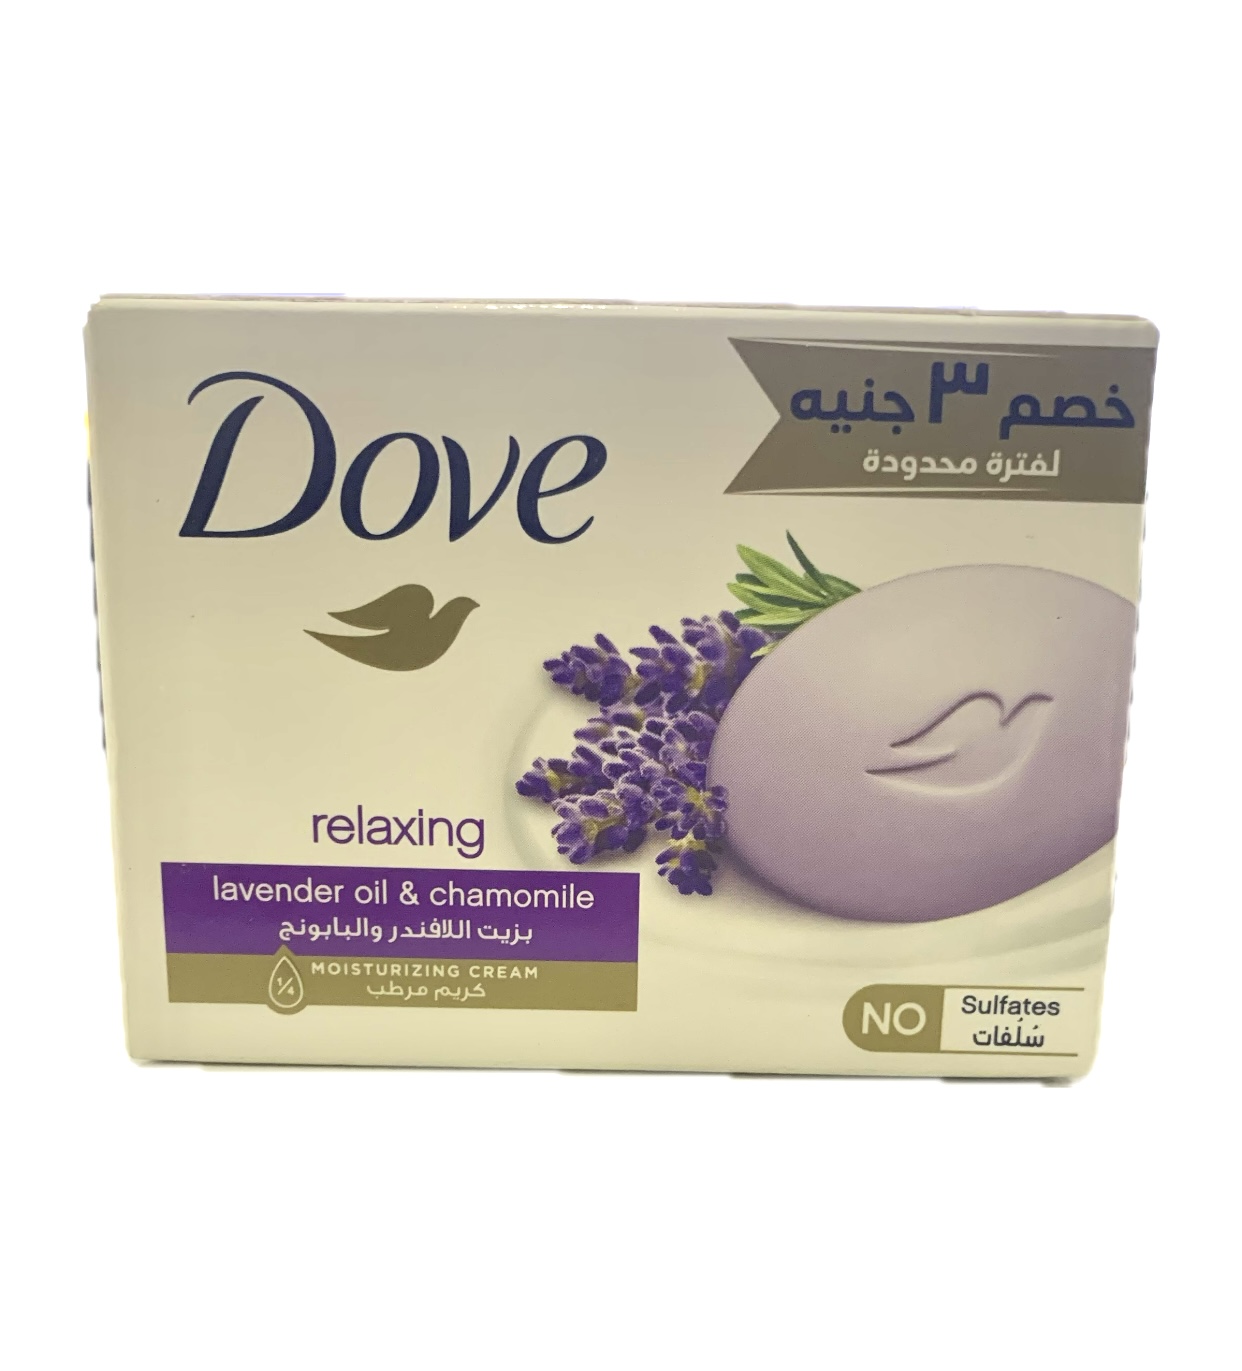 Dove
خصم ٣ جنيه
لفترة محدودة
relaxing
lavender oil & chamomile
بزيت اللافندر والبابونج
1/4 MOISTURIZING CREAM
كريم مرطب
NO Sulfates
سُلفات